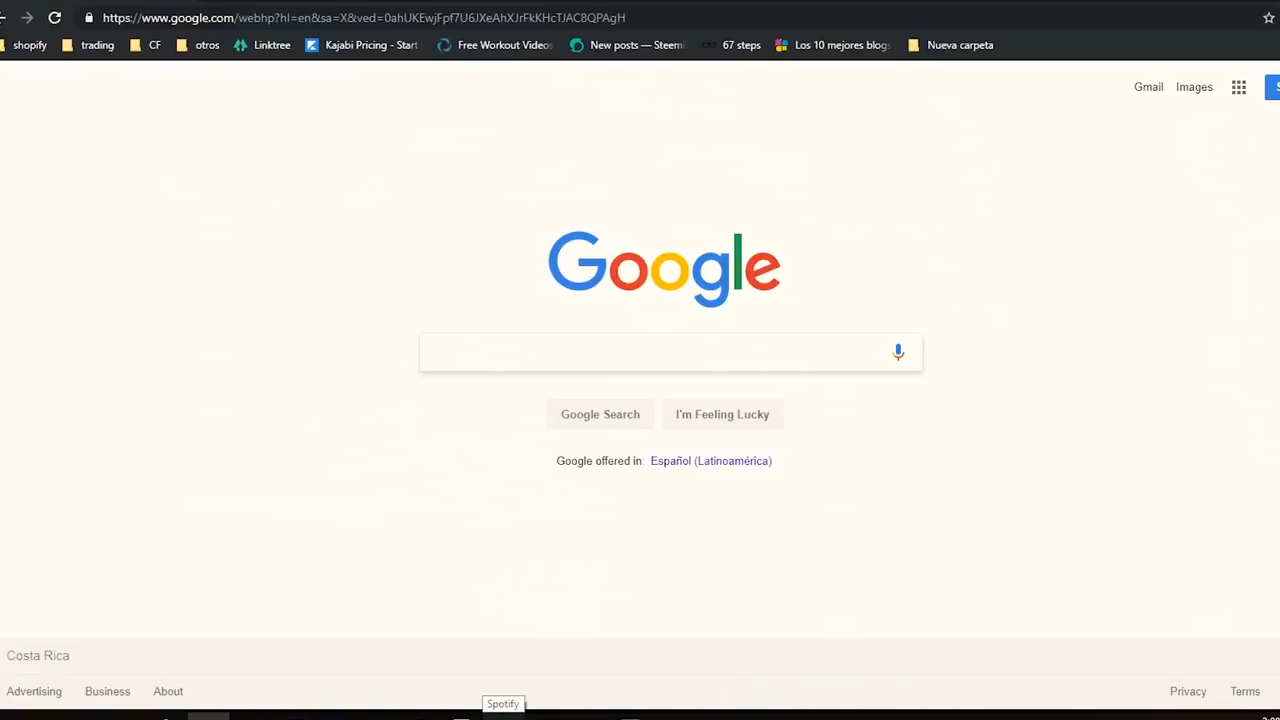 https://www.google.com/webhp?hl=en&sa=X&ved=0ahUKEwjFpf7U6JXeAhXJrFkKHcTJAC8QPAgH
shopify trading CF otros Linktree Kajabi Pricing - Start Free Workout Videos New posts — Steemi 67 steps Los 10 mejores blogs Nueva carpeta
Gmail Images
Google
Google Search I'm Feeling Lucky
Google offered in: Español (Latinoamérica)
Costa Rica
Advertising Business About Privacy Terms
Spotify